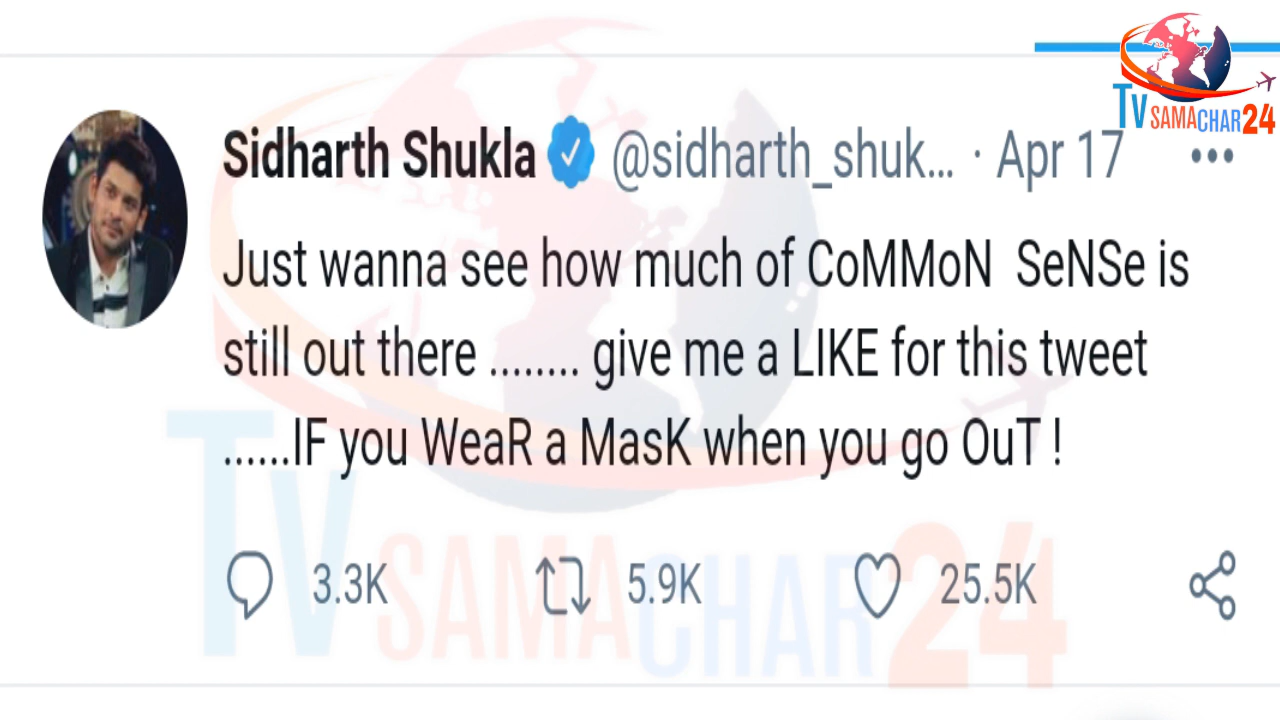 TV SAMACHAR24
Sidharth Shukla @sidharth_shuk... · Apr 17
Just wanna see how much of CoMMoN SeNSe is
still out there ........ give me a LIKE for this tweet
......IF you WeaR a MasK when you go OuT !
3.3K 5.9K 25.5K
TV SAMACHAR24